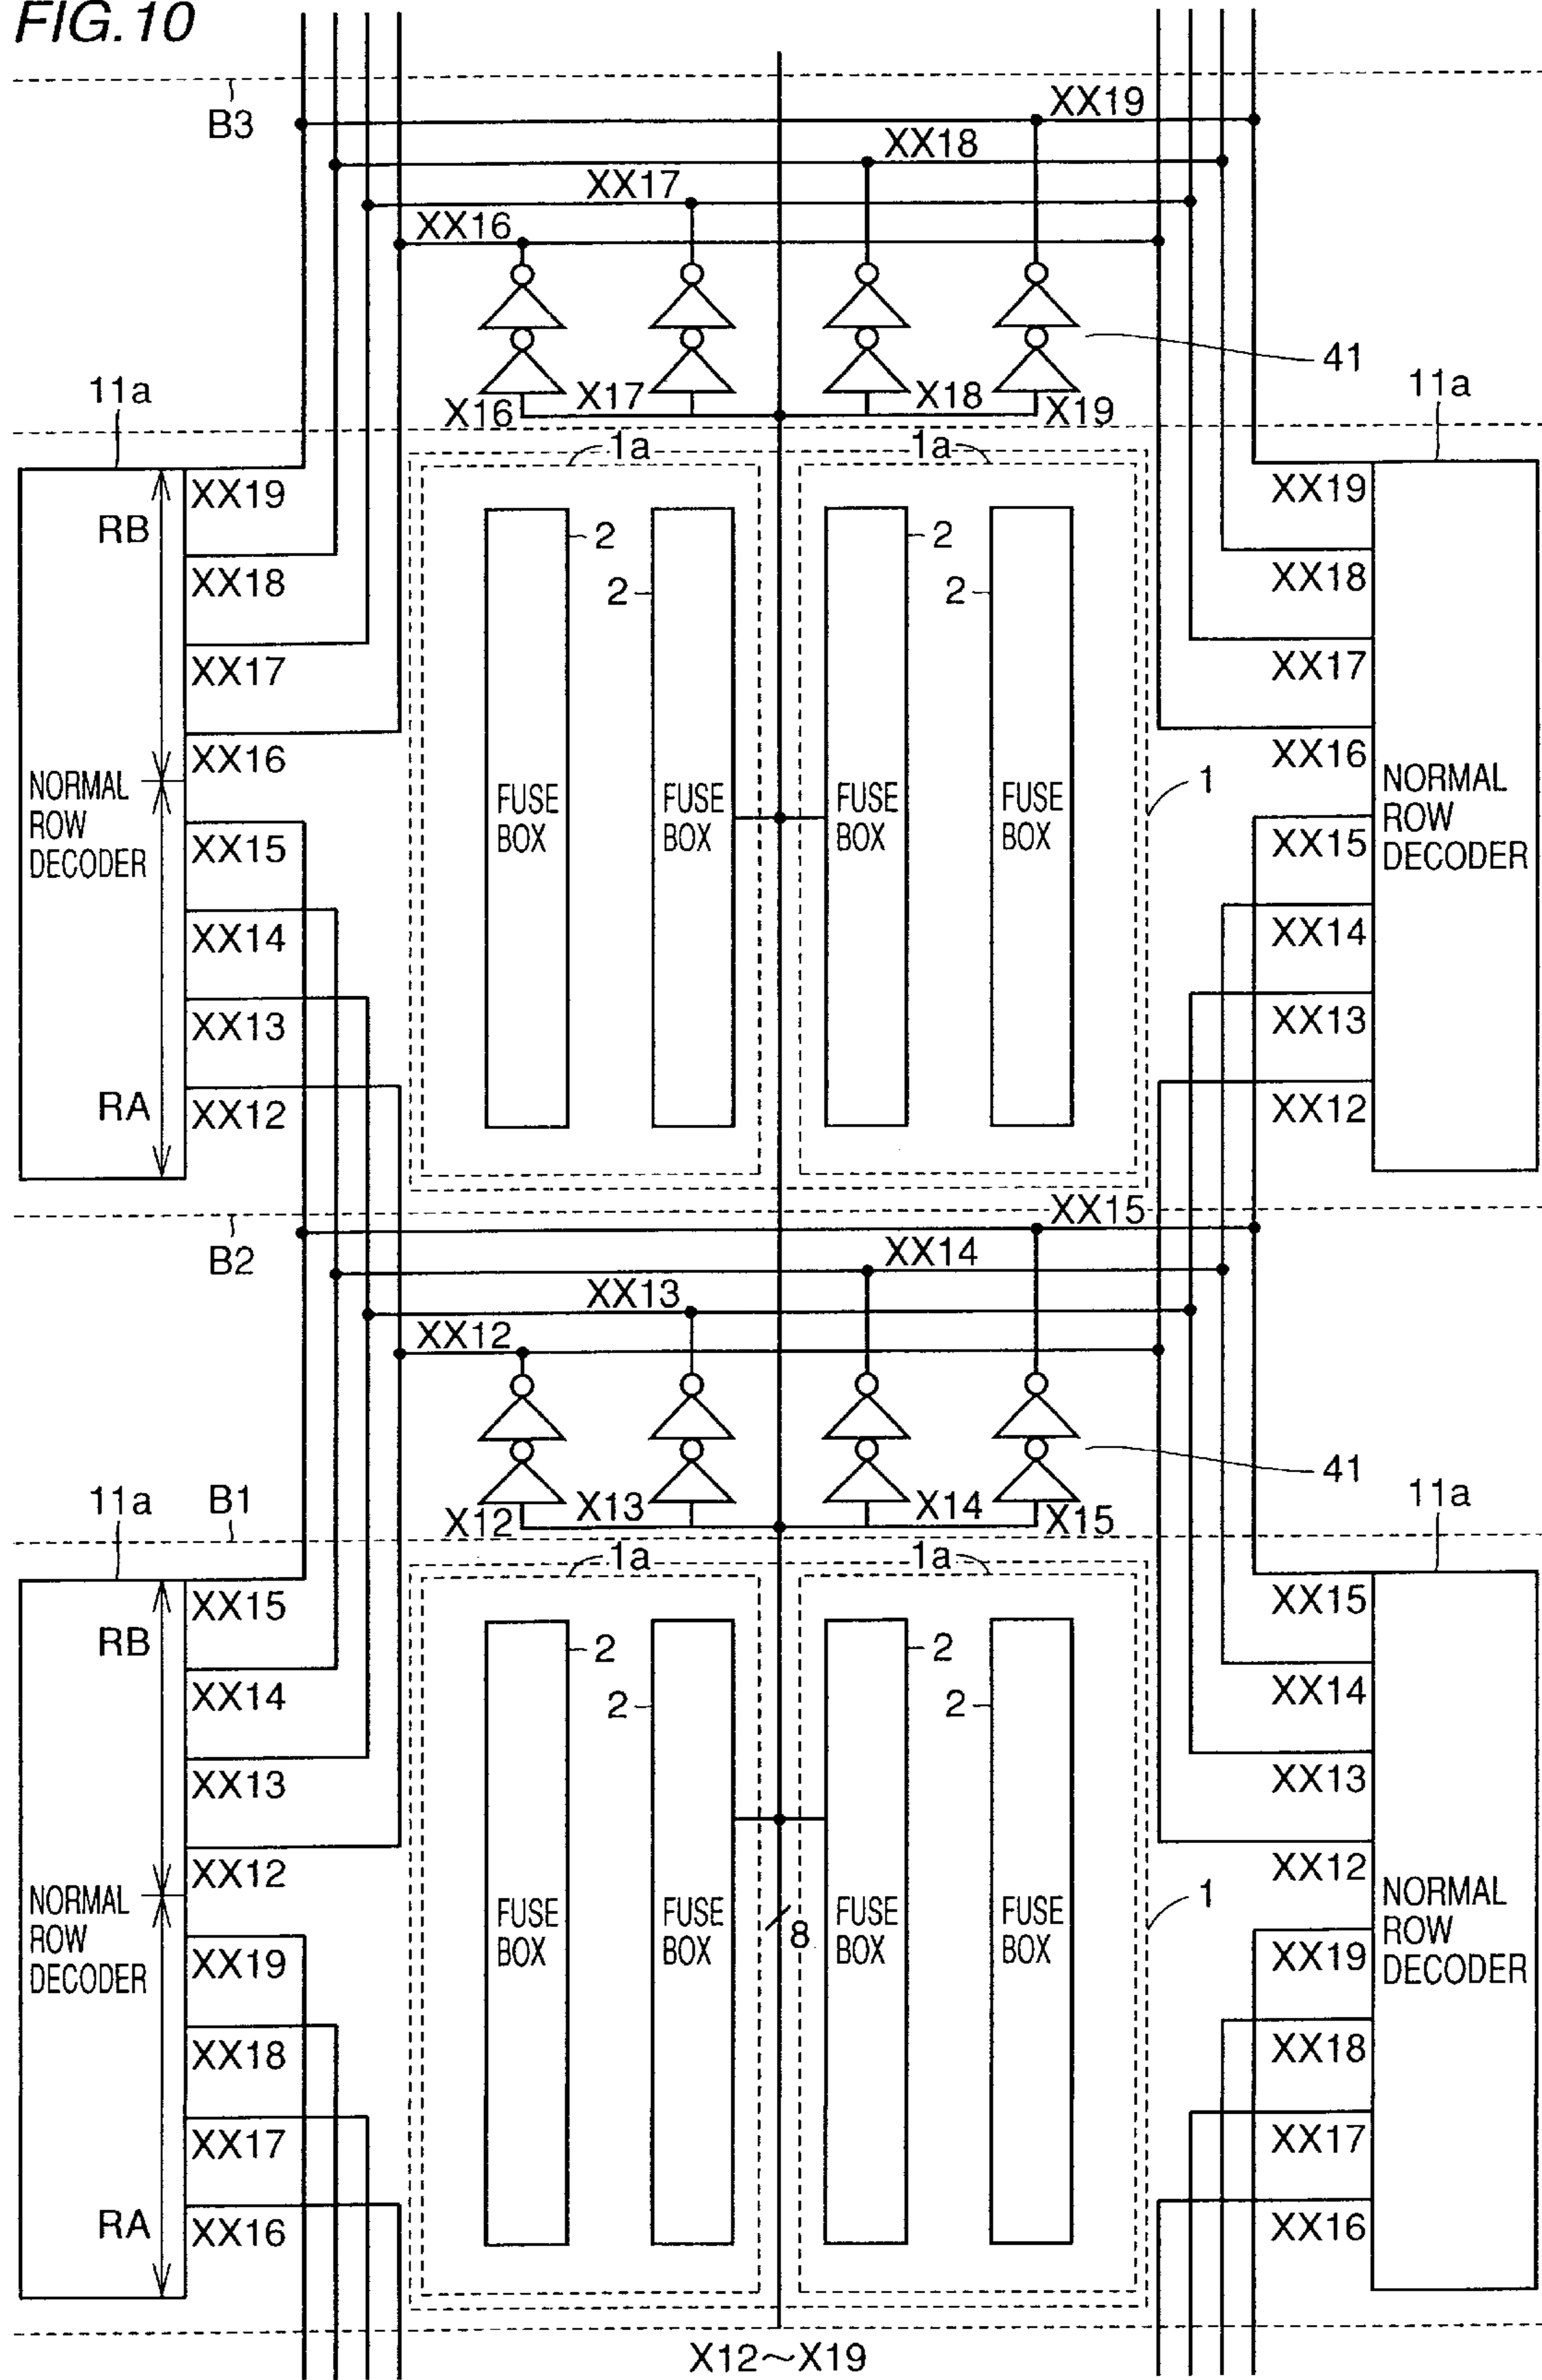 FIG.10
B3
XX19
XX18
XX17
XX16
41
X16 X17 X18 X19
11a 1a 1a 11a
XX19 XX19
RB
2 2
XX18 XX18
2 2
XX17 XX17
XX16 XX16
1
NORMAL ROW DECODER
FUSE BOX
FUSE BOX
FUSE BOX
FUSE BOX
NORMAL ROW DECODER
XX15 XX15
XX14 XX14
XX13 XX13
RA
XX12 XX12
B2
XX15
XX14
XX13
XX12
41
X12 X13 X14 X15
11a B1 1a 1a 11a
XX15 XX15
RB
2 2
XX14 XX14
2 2
XX13 XX13
XX12 XX12
1
NORMAL ROW DECODER
FUSE BOX
FUSE BOX
8
FUSE BOX
FUSE BOX
NORMAL ROW DECODER
XX19 XX19
XX18 XX18
XX17 XX17
RA
XX16 XX16
X12~X19